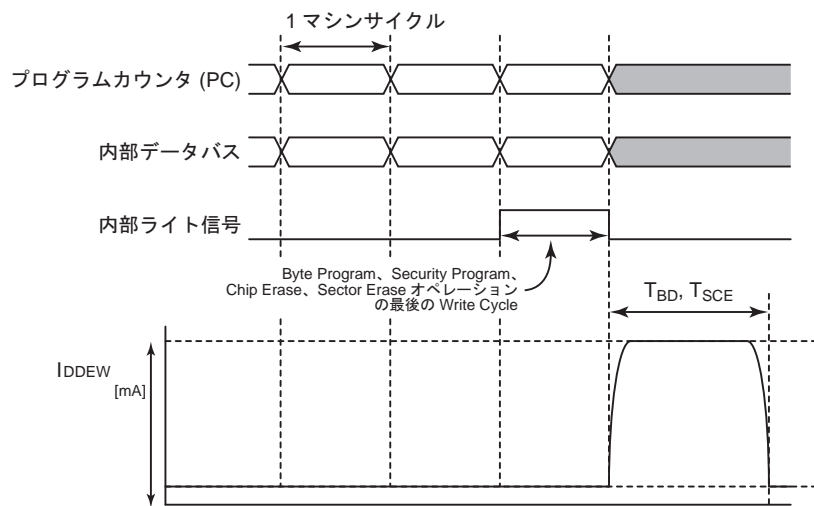 1 マシンサイクル
プログラムカウンタ (PC)
内部データバス
内部ライト信号
Byte Program、Security Program、
Chip Erase、Sector Erase オペレーション
の最後の Write Cycle
TBD, TSCE
IDDEW
[mA]